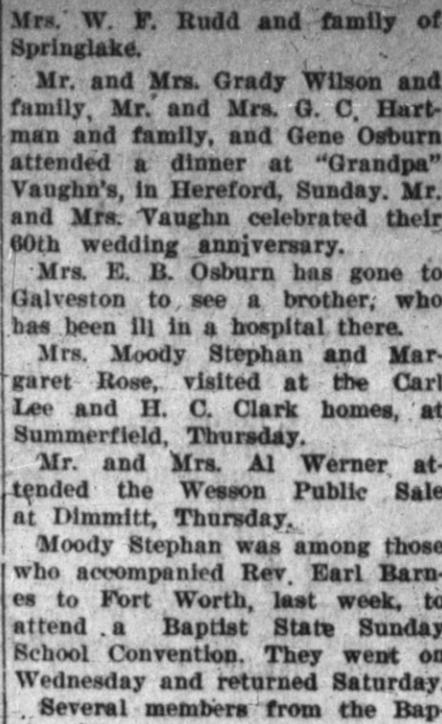 Mrs. W. F. Rudd and family of
Springlake.
Mr. and Mrs. Grady Wilson and
family, Mr. and Mrs. G. C. Hart-
man and family, and Gene Osburn
attended a dinner at "Grandpa"
Vaughn's, in Hereford, Sunday. Mr.
and Mrs. Vaughn celebrated their
60th wedding anniversary.
Mrs. E. B. Osburn has gone to
Galveston to see a brother, who
has been ill in a hospital there.
Mrs. Moody Stephan and Mar-
garet Rose, visited at the Carl
Lee and H. C. Clark homes, at
Summerfield, Thursday.
Mr. and Mrs. Al Werner at-
tended the Wesson Public Sale
at Dimmitt, Thursday.
Moody Stephan was among those
who accompanied Rev. Earl Barn-
es to Fort Worth, last week, to
attend a Baptist State Sunday
School Convention. They went on
Wednesday and returned Saturday.
Several members from the Bap-